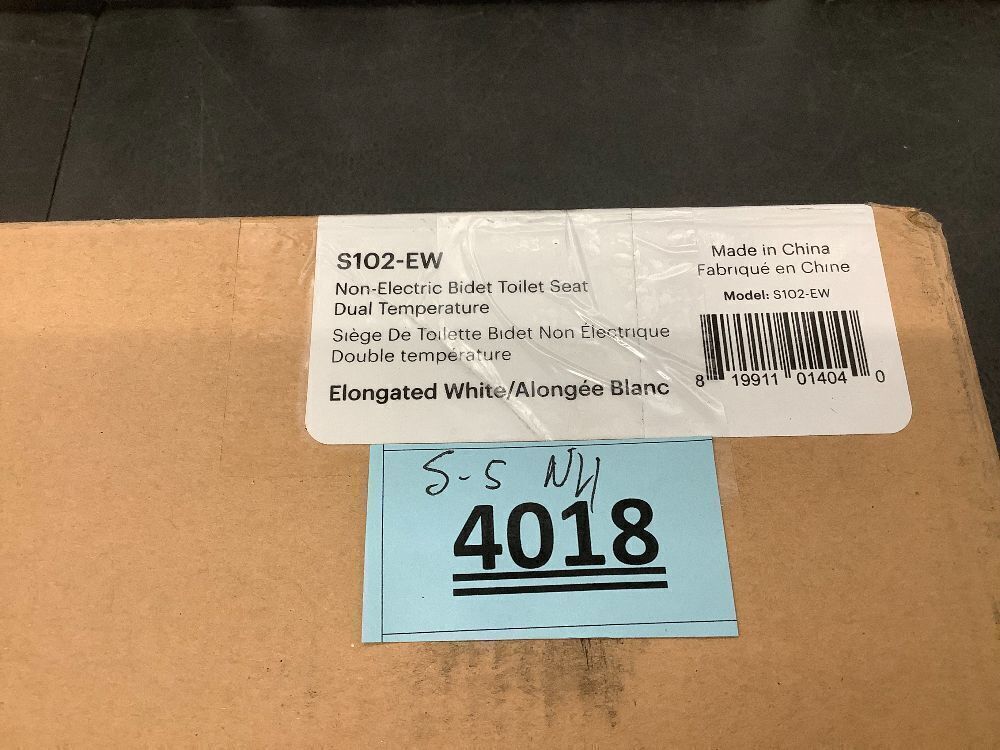 S102-EW
Non-Electric Bidet Toilet Seat
Dual Temperature
Siège De Toilette Bidet Non Électrique
Double température
Elongated White/Alongée Blanc
Made in China
Fabriqué en Chine
Model: S102-EW
8 19911 01404 0
S-S NH
4018